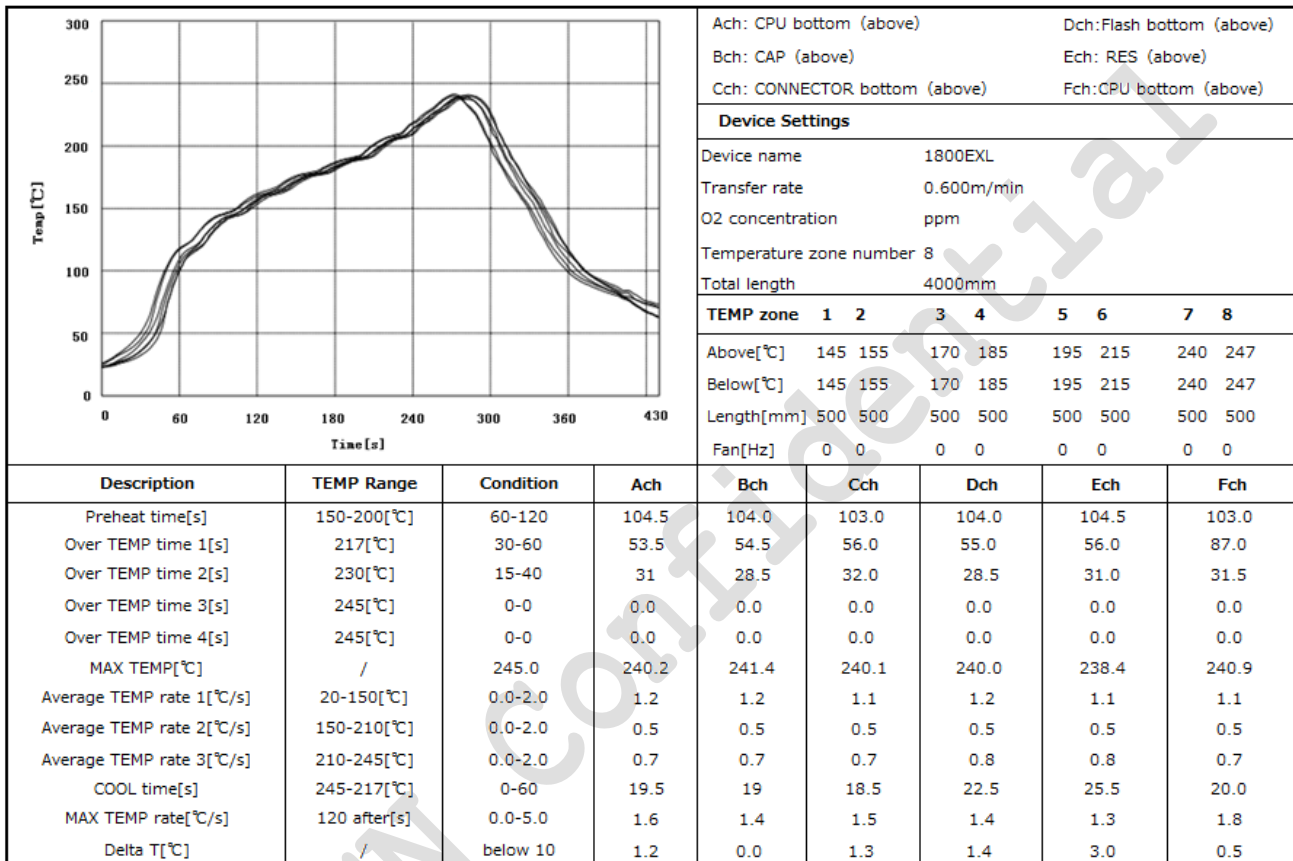 300
250
200
150
100
50
0
Temp[℃]
0 60 120 180 240 300 360 430
Time[s]
Ach: CPU bottom (above) Dch:Flash bottom (above)
Bch: CAP (above) Ech: RES (above)
Cch: CONNECTOR bottom (above) Fch:CPU bottom (above)
Device Settings
Device name 1800EXL
Transfer rate 0.600m/min
O2 concentration ppm
Temperature zone number 8
Total length 4000mm
TEMP zone 1 2 3 4 5 6 7 8
Above[℃] 145 155 170 185 195 215 240 247
Below[℃] 145 155 170 185 195 215 240 247
Length[mm] 500 500 500 500 500 500 500 500
Fan[Hz] 0 0 0 0 0 0 0 0
Description TEMP Range Condition Ach Bch Cch Dch Ech Fch
Preheat time[s] 150-200[℃] 60-120 104.5 104.0 103.0 104.0 104.5 103.0
Over TEMP time 1[s] 217[℃] 30-60 53.5 54.5 56.0 55.0 56.0 87.0
Over TEMP time 2[s] 230[℃] 15-40 31 28.5 32.0 28.5 31.0 31.5
Over TEMP time 3[s] 245[℃] 0-0 0.0 0.0 0.0 0.0 0.0 0.0
Over TEMP time 4[s] 245[℃] 0-0 0.0 0.0 0.0 0.0 0.0 0.0
MAX TEMP[℃] / 245.0 240.2 241.4 240.1 240.0 238.4 240.9
Average TEMP rate 1[℃/s] 20-150[℃] 0.0-2.0 1.2 1.2 1.1 1.2 1.1 1.1
Average TEMP rate 2[℃/s] 150-210[℃] 0.0-2.0 0.5 0.5 0.5 0.5 0.5 0.5
Average TEMP rate 3[℃/s] 210-245[℃] 0.0-2.0 0.7 0.7 0.7 0.8 0.8 0.7
COOL time[s] 245-217[℃] 0-60 19.5 19 18.5 22.5 25.5 20.0
MAX TEMP rate[℃/s] 120 after[s] 0.0-5.0 1.6 1.4 1.5 1.4 1.3 1.8
Delta T[℃] / below 10 1.2 0.0 1.3 1.4 3.0 0.5
Confidential